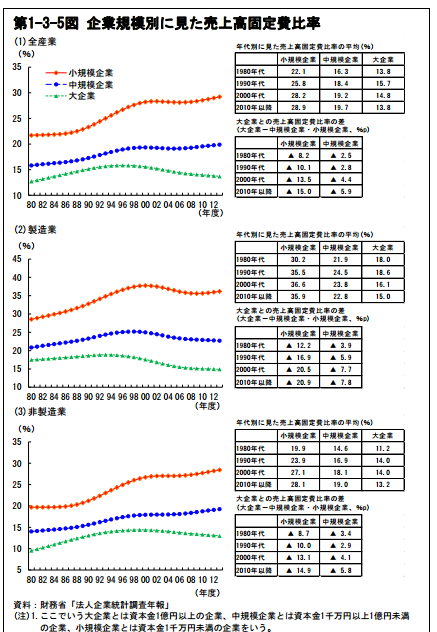 第1-3-5図 企業規模別に見た売上高固定費比率
(1)全産業
(%)
35
30
25
20
15
10
小規模企業
中規模企業
大企業
80 82 84 86 88 90 92 94 96 98 00 02 04 06 08 10 12
(年度)
年代別に見た売上高固定費比率の平均(%)
小規模企業 中規模企業 大企業
1980年代 22.1 16.3 13.8
1990年代 25.8 18.4 15.7
2000年代 28.2 19.2 14.8
2010年以降 28.9 19.7 13.8
大企業との売上高固定費比率の差
(大企業－中規模企業・小規模企業、%p)
小規模企業 中規模企業
1980年代 ▲ 8.2 ▲ 2.5
1990年代 ▲ 10.1 ▲ 2.8
2000年代 ▲ 13.5 ▲ 4.4
2010年以降 ▲ 15.0 ▲ 5.9
(2)製造業
(%)
45
40
35
30
25
20
15
10
80 82 84 86 88 90 92 94 96 98 00 02 04 06 08 10 12
(年度)
年代別に見た売上高固定費比率の平均(%)
小規模企業 中規模企業 大企業
1980年代 30.2 21.9 18.0
1990年代 35.5 24.5 18.6
2000年代 36.6 23.8 16.1
2010年以降 35.9 22.8 15.0
大企業との売上高固定費比率の差
(大企業－中規模企業・小規模企業、%p)
小規模企業 中規模企業
1980年代 ▲ 12.2 ▲ 3.9
1990年代 ▲ 16.9 ▲ 5.9
2000年代 ▲ 20.5 ▲ 7.7
2010年以降 ▲ 20.9 ▲ 7.8
(3)非製造業
(%)
35
30
25
20
15
10
5
80 82 84 86 88 90 92 94 96 98 00 02 04 06 08 10 12
(年度)
年代別に見た売上高固定費比率の平均(%)
小規模企業 中規模企業 大企業
1980年代 19.9 14.6 11.2
1990年代 23.9 16.9 14.0
2000年代 27.1 18.1 14.0
2010年以降 28.1 19.0 13.2
大企業との売上高固定費比率の差
(大企業－中規模企業・小規模企業、%p)
小規模企業 中規模企業
1980年代 ▲ 8.7 ▲ 3.4
1990年代 ▲ 10.0 ▲ 2.9
2000年代 ▲ 13.1 ▲ 4.1
2010年以降 ▲ 14.9 ▲ 5.8
資料：財務省「法人企業統計調査年報」
(注)1. ここでいう大企業とは資本金1億円以上の企業、中規模企業とは資本金1千万円以上1億円未満
の企業、小規模企業とは資本金1千万円未満の企業をいう。